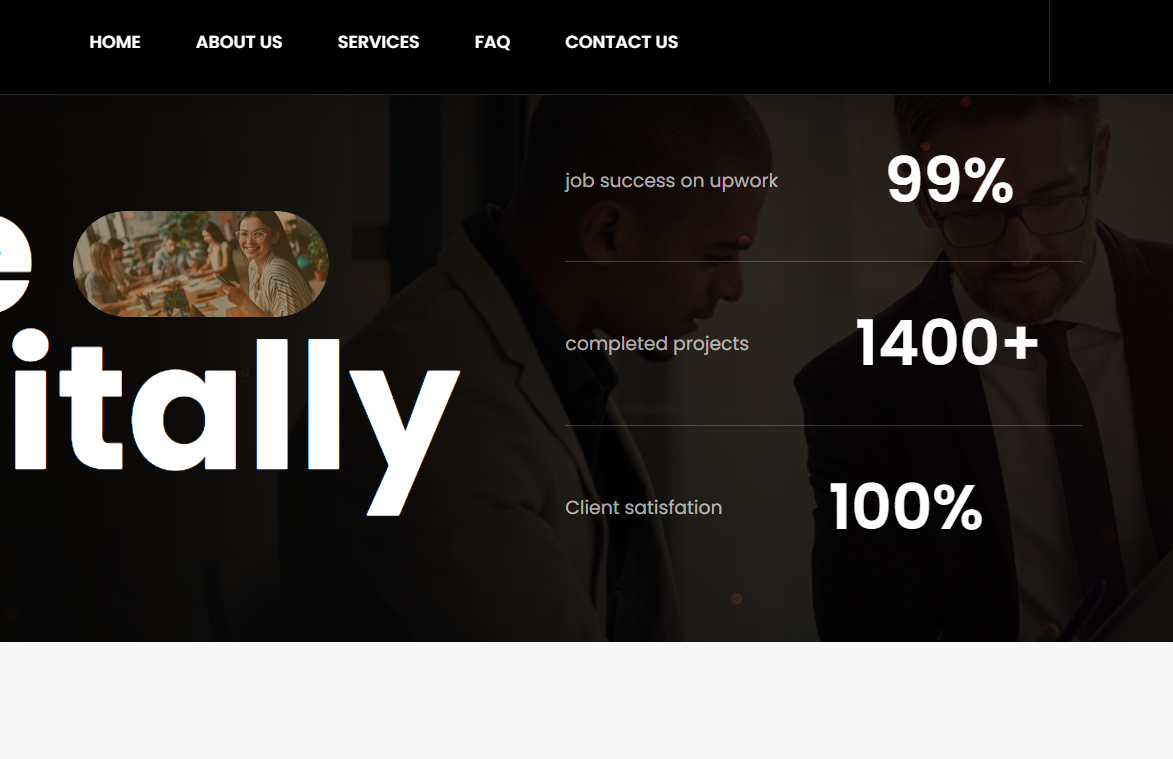 HOME ABOUT US SERVICES FAQ CONTACT US
e
itally
job success on upwork 99%
completed projects 1400+
Client satisfation 100%